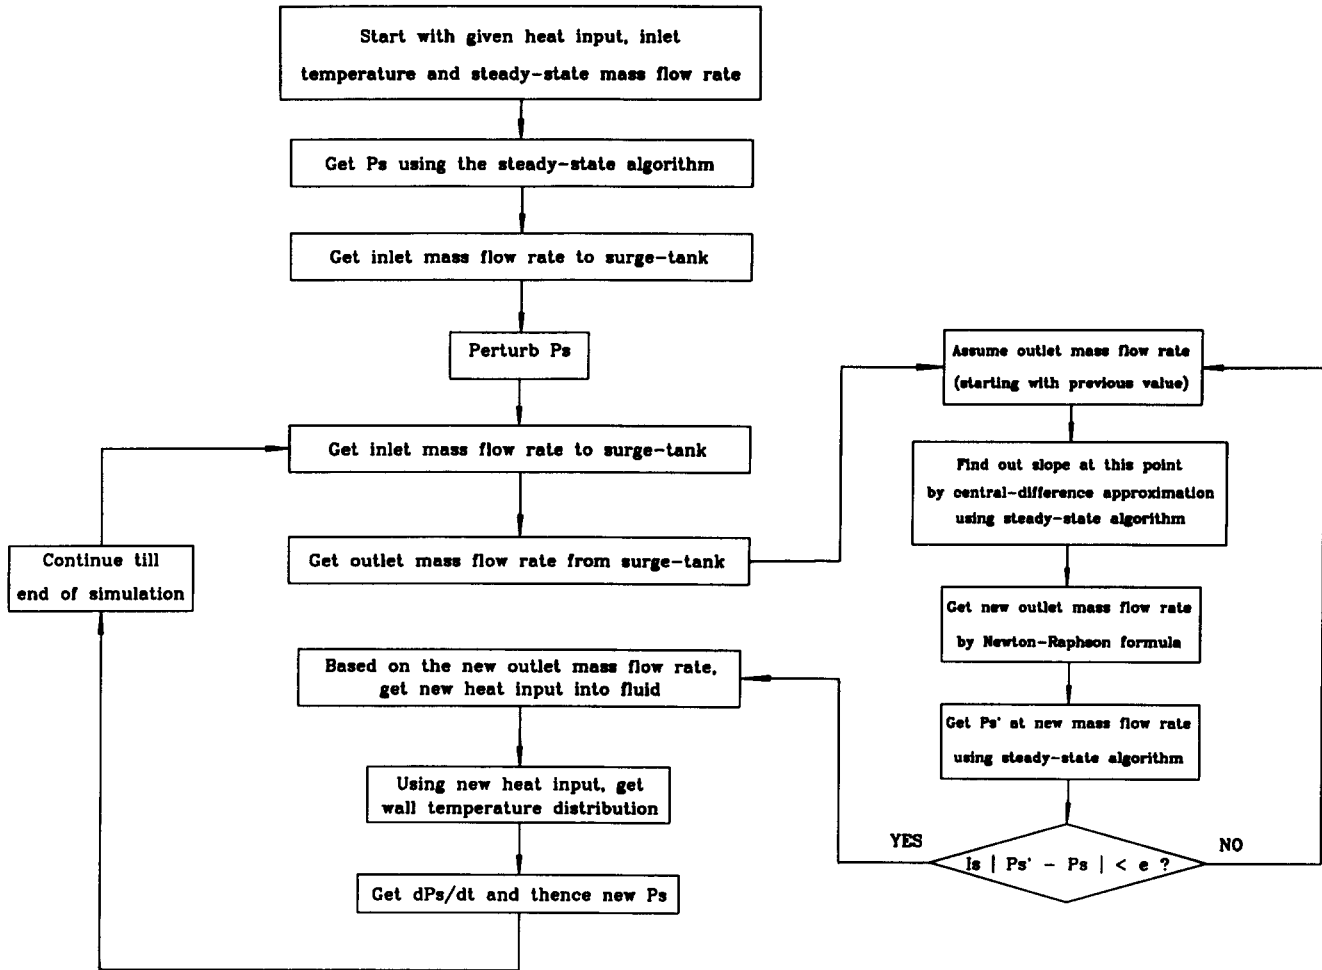 Start with given heat input, inlet
temperature and steady-state mass flow rate
Get Ps using the steady-state algorithm
Get inlet mass flow rate to surge-tank
Perturb Ps
Get inlet mass flow rate to surge-tank
Get outlet mass flow rate from surge-tank
Assume outlet mass flow rate
(starting with previous value)
Find out slope at this point
by central-difference approximation
using steady-state algorithm
Get new outlet mass flow rate
by Newton-Raphson formula
Get Ps' at new mass flow rate
using steady-state algorithm
Is | Ps' - Ps | < e ?
YES
NO
Based on the new outlet mass flow rate,
get new heat input into fluid
Using new heat input, get
wall temperature distribution
Get dPs/dt and thence new Ps
Continue till
end of simulation